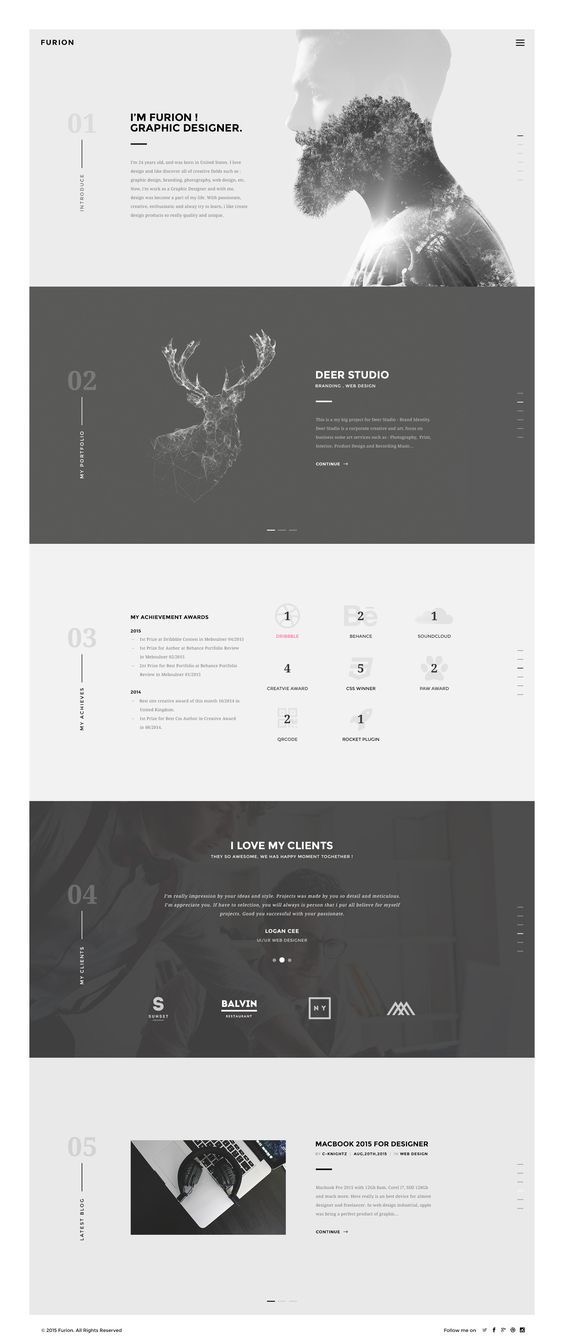 FURION
01
INTRODUCE
I'M FURION !
GRAPHIC DESIGNER.
I'm 24 years old, and was born in United States. I love
design and like discover all of creative fields such as :
graphic design, branding, photography, web design, etc.
Now, I'm work as a Graphic Designer and with me,
design was become a part of my life. With passionate,
creative, enthusiastic and alway try to learn, i like create
design products so really quality and unique.
02
MY PORTFOLIO
DEER STUDIO
BRANDING . WEB DESIGN
This is a my big project for Deer Studio - Brand Identity.
Deer Studio is a corporate creative and art, focus on
business some art services such as : Photography, Print,
Interior, Product Design and Recording Music...
CONTINUE →
03
MY ACHIEVES
MY ACHIEVEMENT AWARDS
2015
1st Prize at Dribbble Contest in Meboulner 04/2015
1st Prize for Author at Behance Portfolio Review
in Meboulner 02/2015
1st Prize for Best Portfolio at Behance Portfolio
Review in Meboulner 01/2015
2014
Best site creative award of this month 10/2014 in
United Kingdom.
1st Prize for Best Css Author in Creative Award
in 08/2014.
1
DRIBBBLE
2
BEHANCE
1
SOUNDCLOUD
4
CREATVIE AWARD
5
CSS WINNER
2
PAW AWARD
2
QRCODE
1
ROCKET PLUGIN
04
MY CLIENTS
I LOVE MY CLIENTS
THEY SO AWESOME, WE HAS HAPPY MOMENT TOGHETHER !
I'm really impression by your ideas and style. Projects was made by you so detail and meticulous.
I'm appreciate you. If have to selection, you will always is person that i put all believe for myself
projects. Good you successful with your passionate.
LOGAN CEE
UI/UX WEB DESIGNER
S
SUNSET
BALVIN
RESTAURANT
N Y
05
LATEST BLOG
MACBOOK 2015 FOR DESIGNER
BY C-KNIGHTZ | AUG,20TH,2015 | IN WEB DESIGN
Macbook Pro 2015 with 12Gb Ram, Corei I7, SSD 128Gb
and much more. Here really is an best device for almost
designer and freelancer. In web design industrial, apple
was bring a perfect product of graphic...
CONTINUE →
© 2015 Furion. All Rights Reserved
Follow me on